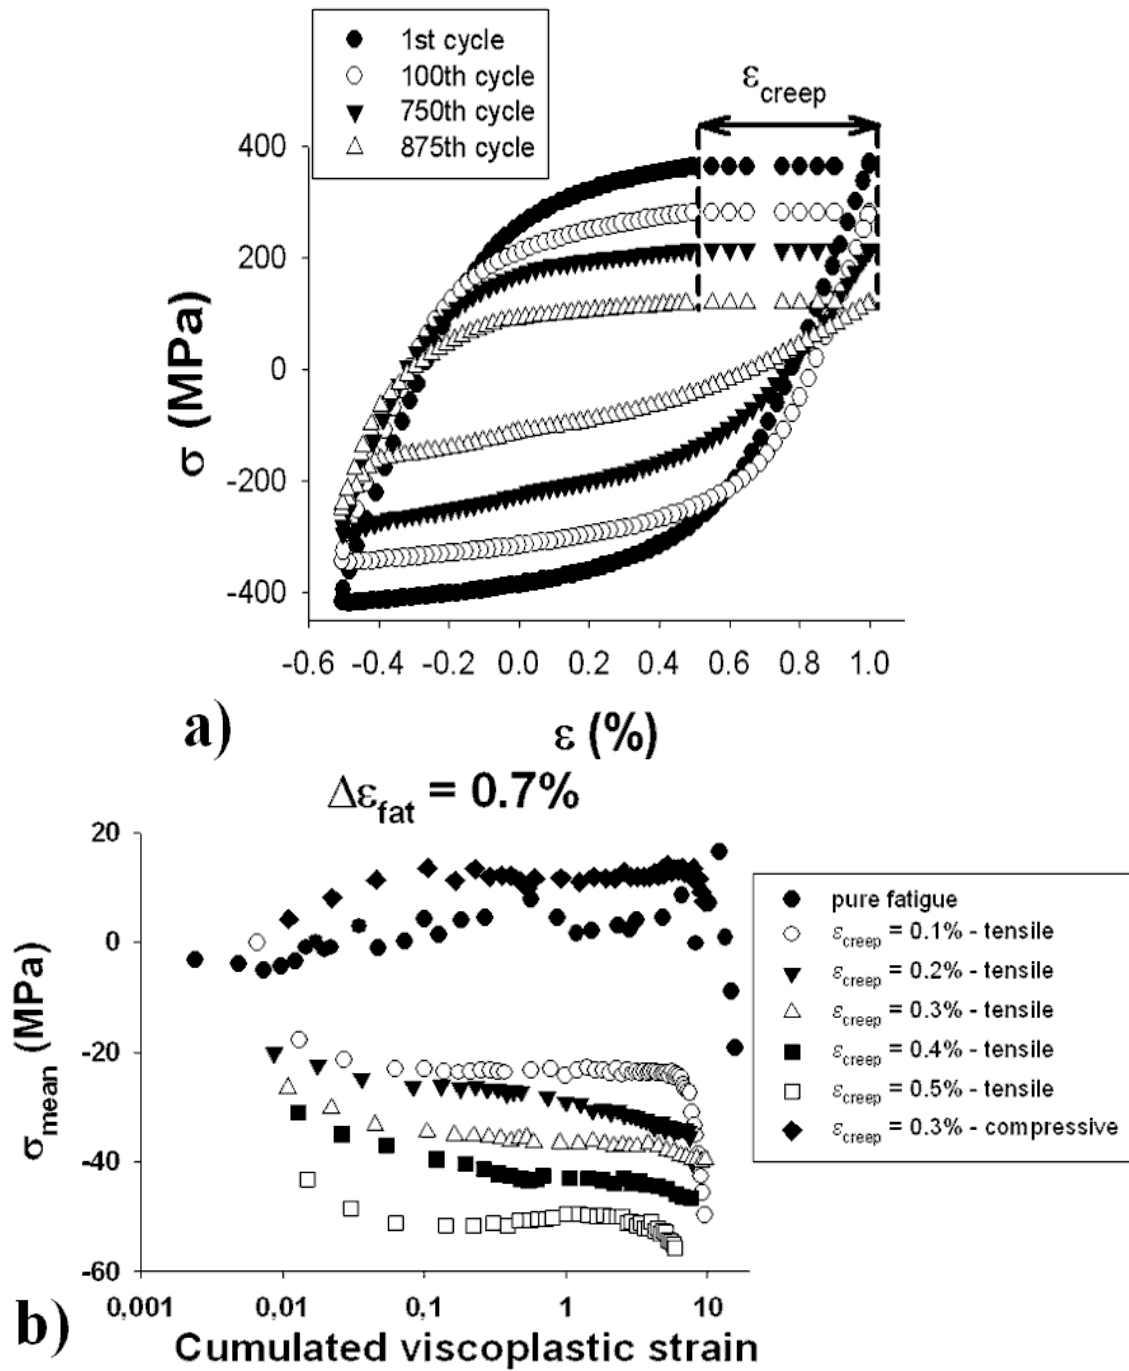 1st cycle
100th cycle
750th cycle
875th cycle
εcreep
400
200
0
-200
-400
σ (MPa)
-0.6 -0.4 -0.2 0.0 0.2 0.4 0.6 0.8 1.0
a)
ε (%)
Δεfat = 0.7%
20
0
-20
-40
-60
σmean (MPa)
pure fatigue
εcreep = 0.1% - tensile
εcreep = 0.2% - tensile
εcreep = 0.3% - tensile
εcreep = 0.4% - tensile
εcreep = 0.5% - tensile
εcreep = 0.3% - compressive
0,001 0,01 0,1 1 10
b)
Cumulated viscoplastic strain